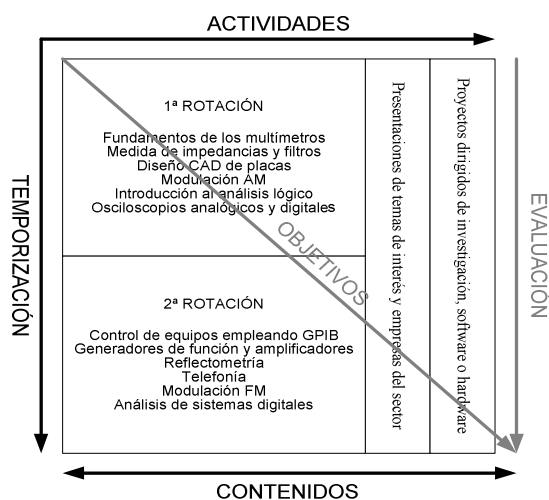 ACTIVIDADES
TEMPORIZACIÓN
1ª ROTACIÓN
Fundamentos de los multímetros
Medida de impedancias y filtros
Diseño CAD de placas
Modulación AM
Introducción al análisis lógico
Osciloscopios analógicos y digitales
OBJETIVOS
2ª ROTACIÓN
Control de equipos empleando GPIB
Generadores de función y amplificadores
Reflectometría
Telefonía
Modulación FM
Análisis de sistemas digitales
Presentaciones de temas de interés y empresas del sector
Proyectos dirigidos de investigación, software o hardware
EVALUACIÓN
CONTENIDOS